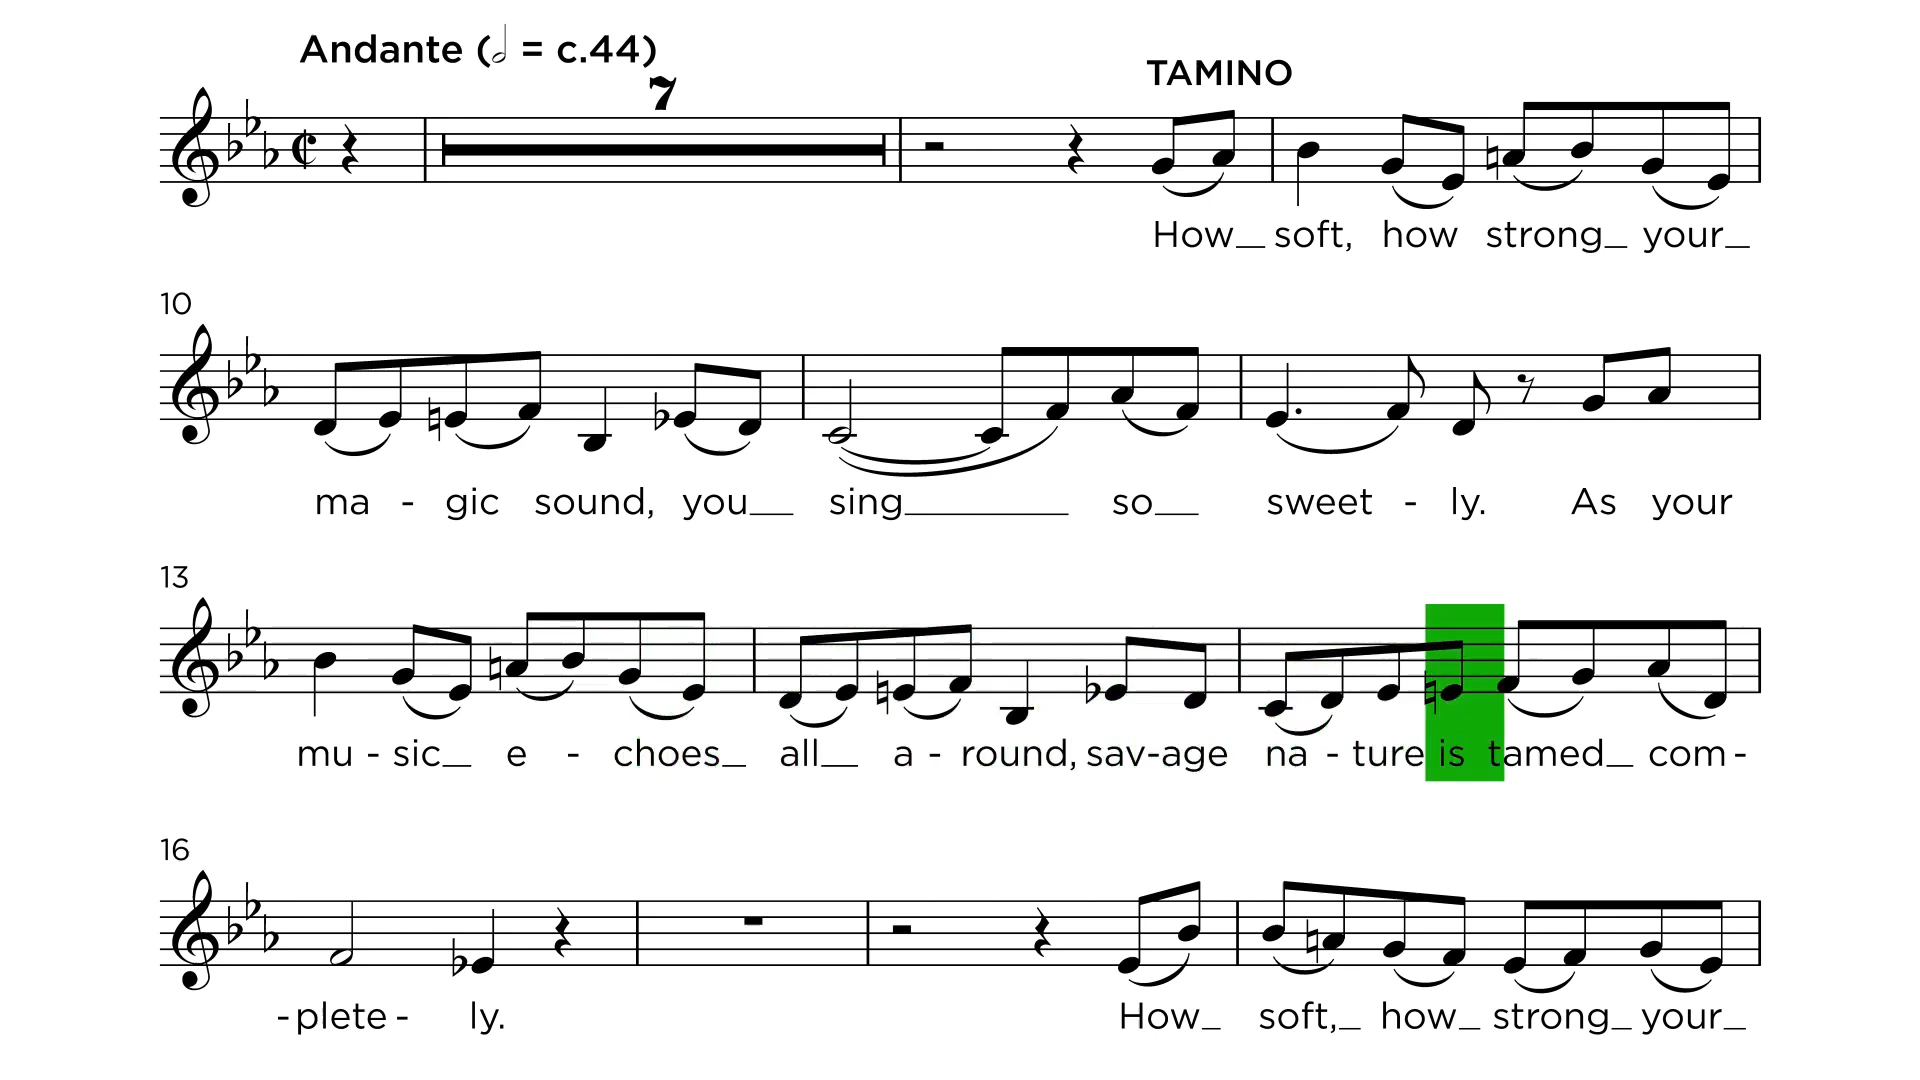 Andante (𝅗𝅥 = c.44)
7
TAMINO
How_ soft, how strong_ your_
10
ma - gic sound, you_ sing_ so_ sweet - ly. As your
13
mu - sic_ e - choes_ all_ a - round, sav-age na - ture is tamed_ com -
16
-plete - ly. How_ soft,_ how_ strong_ your_